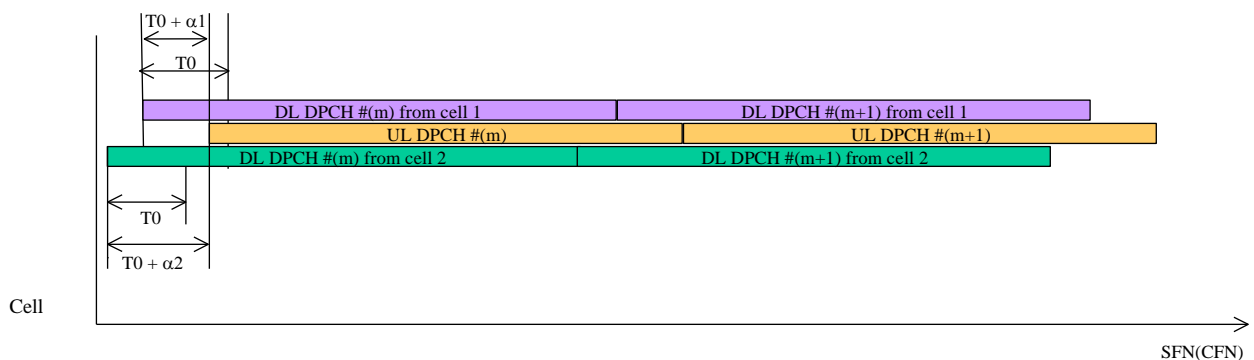 T0 + α1
T0
DL DPCH #(m) from cell 1 DL DPCH #(m+1) from cell 1
UL DPCH #(m) UL DPCH #(m+1)
DL DPCH #(m) from cell 2 DL DPCH #(m+1) from cell 2
T0
T0 + α2
Cell
SFN(CFN)